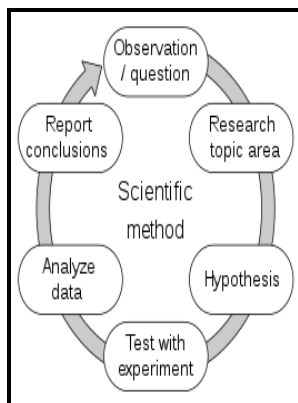 Observation
/ question
Research
topic area
Hypothesis
Test with
experiment
Analyze
data
Report
conclusions
Scientific
method